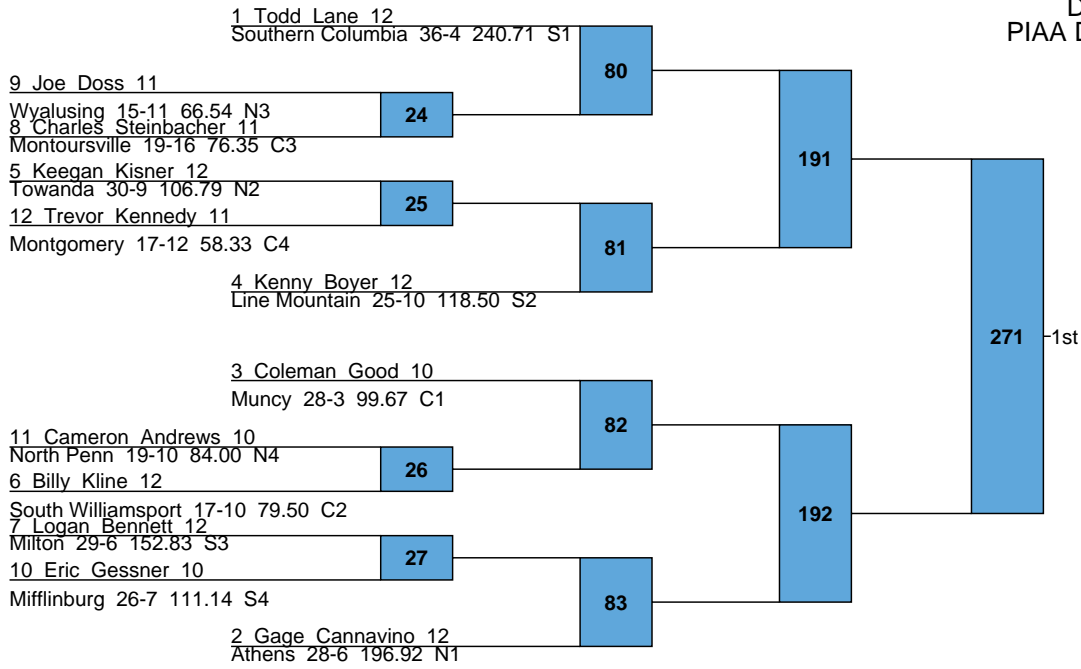 D
PIAA D
1 Todd Lane 12
Southern Columbia 36-4 240.71 S1
80
9 Joe Doss 11
Wyalusing 15-11 66.54 N3
24
8 Charles Steinbacher 11
Montoursville 19-16 76.35 C3
191
5 Keegan Kisner 12
Towanda 30-9 106.79 N2
25
12 Trevor Kennedy 11
Montgomery 17-12 58.33 C4
81
4 Kenny Boyer 12
Line Mountain 25-10 118.50 S2
271
1st
3 Coleman Good 10
Muncy 28-3 99.67 C1
82
11 Cameron Andrews 10
North Penn 19-10 84.00 N4
26
6 Billy Kline 12
South Williamsport 17-10 79.50 C2
192
7 Logan Bennett 12
Milton 29-6 152.83 S3
27
10 Eric Gessner 10
Mifflinburg 26-7 111.14 S4
83
2 Gage Cannavino 12
Athens 28-6 196.92 N1